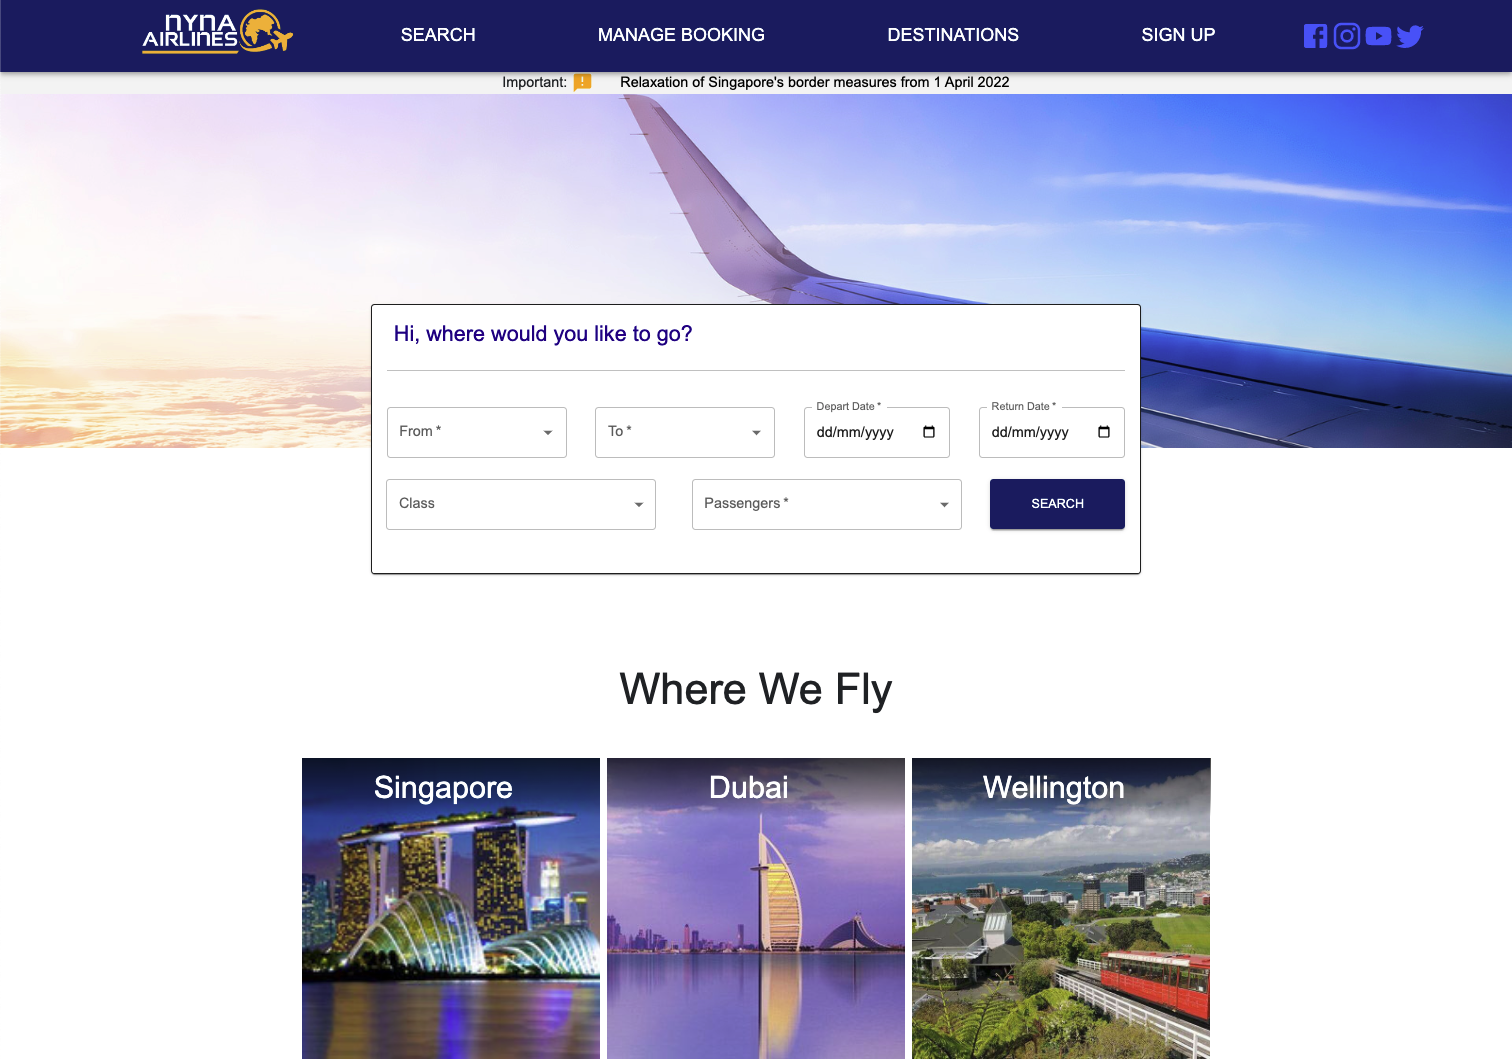 NYNA
AIRLINES
SEARCH
MANAGE BOOKING
DESTINATIONS
SIGN UP
Important: Relaxation of Singapore's border measures from 1 April 2022
Hi, where would you like to go?
From *
To *
Depart Date *
dd/mm/yyyy
Return Date *
dd/mm/yyyy
Class
Passengers *
SEARCH
Where We Fly
Singapore
Dubai
Wellington